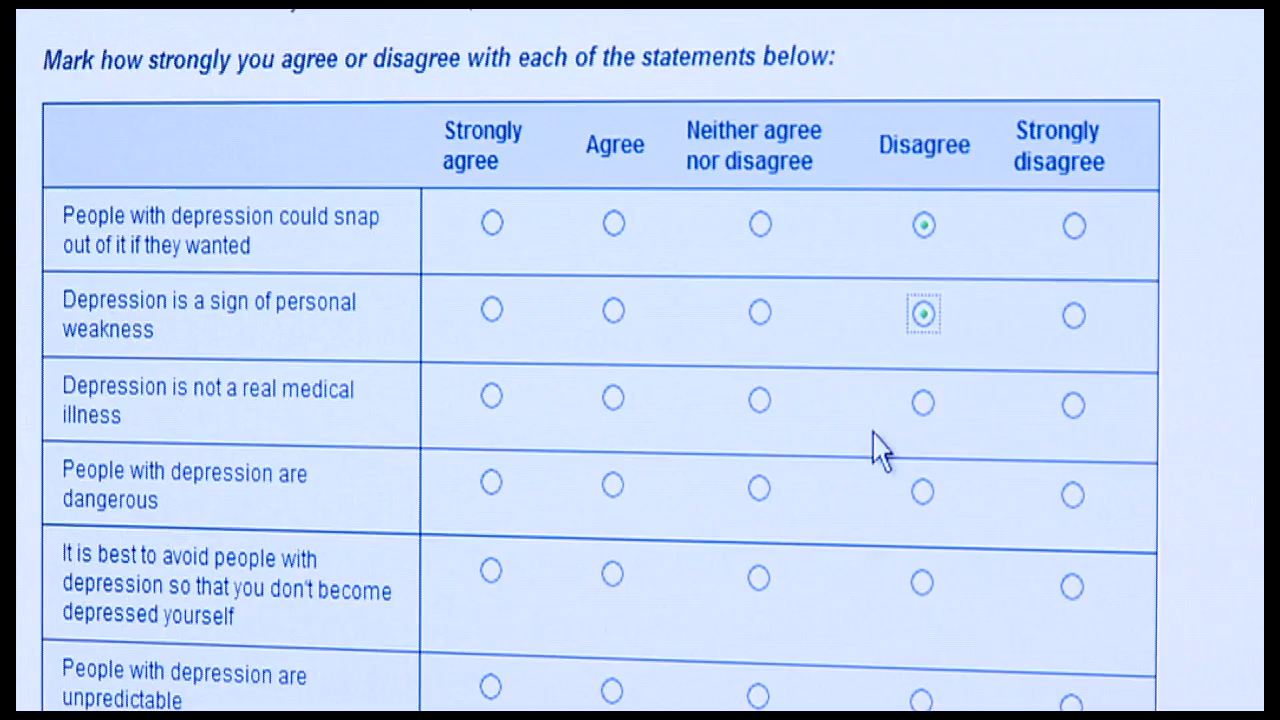 Mark how strongly you agree or disagree with each of the statements below:
Strongly agree
Agree
Neither agree nor disagree
Disagree
Strongly disagree
People with depression could snap
out of it if they wanted
Depression is a sign of personal
weakness
Depression is not a real medical
illness
People with depression are
dangerous
It is best to avoid people with
depression so that you don't become
depressed yourself
People with depression are
unpredictable